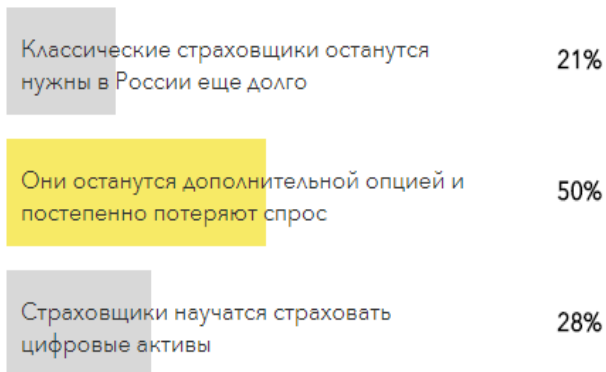 Классические страховщики останутся
нужны в России еще долго
21%
Они останутся дополнительной опцией и
постепенно потеряют спрос
50%
Страховщики научатся страховать
цифровые активы
28%